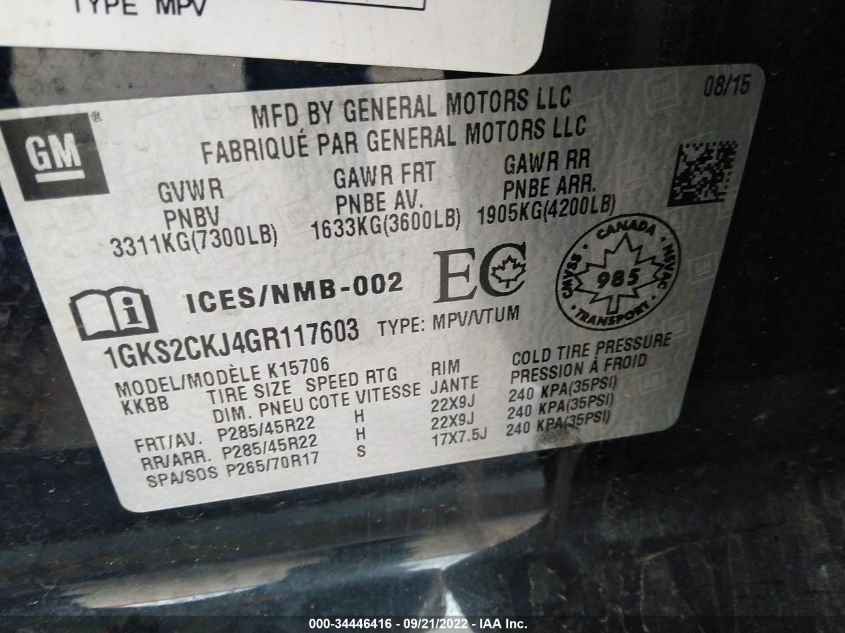 TYPE MPV
08/15
GM®
MFD BY GENERAL MOTORS LLC
FABRIQUÉ PAR GENERAL MOTORS LLC
GVWR GAWR FRT GAWR RR
PNBV PNBE AV. PNBE ARR.
3311KG(7300LB) 1633KG(3600LB) 1905KG(4200LB)
ICES/NMB-002 EC
CANADA
CMVSS 985 NSVAC
TRANSPORT
1GKS2CKJ4GR117603 TYPE: MPV/VTUM
MODEL/MODÈLE K15706
KKBB TIRE SIZE SPEED RTG RIM COLD TIRE PRESSURE
DIM. PNEU COTE VITESSE JANTE PRESSION À FROID
FRT/AV. P285/45R22 H 22X9J 240 KPA(35PSI)
RR/ARR. P285/45R22 H 22X9J 240 KPA(35PSI)
SPA/SOS P265/70R17 S 17X7.5J 240 KPA(35PSI)
000-34446416 - 09/21/2022 - IAA Inc.